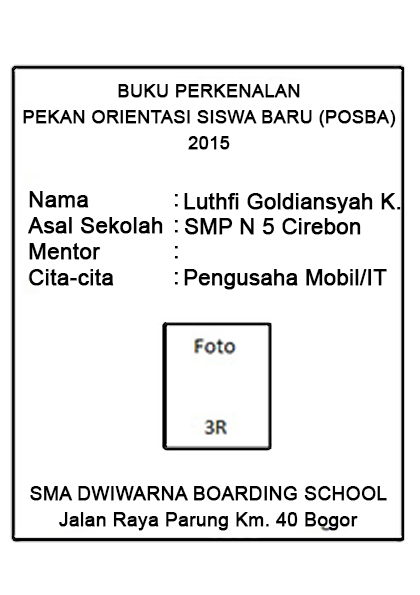 BUKU PERKENALAN
PEKAN ORIENTASI SISWA BARU (POSBA)
2015
Nama : Luthfi Goldiansyah K.
Asal Sekolah : SMP N 5 Cirebon
Mentor :
Cita-cita : Pengusaha Mobil/IT
Foto
3R
SMA DWIWARNA BOARDING SCHOOL
Jalan Raya Parung Km. 40 Bogor